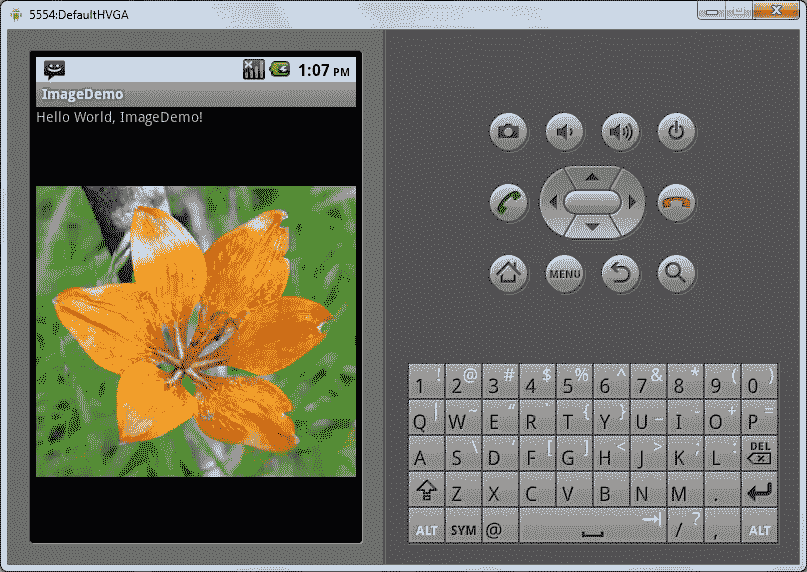 5554:DefaultHVGA
1:07 PM
ImageDemo
Hello World, ImageDemo!
MENU
1 ! 2 @ 3 # 4 $ 5 % 6 ^ 7 & 8 * 9 ( 0 )
Q | W ~ E " R ` T { Y } U _ I - O + P =
A S \ D ' F [ G ] H < J > K ; L : DEL
Z X C V B N M .
ALT SYM @ / ? , ALT